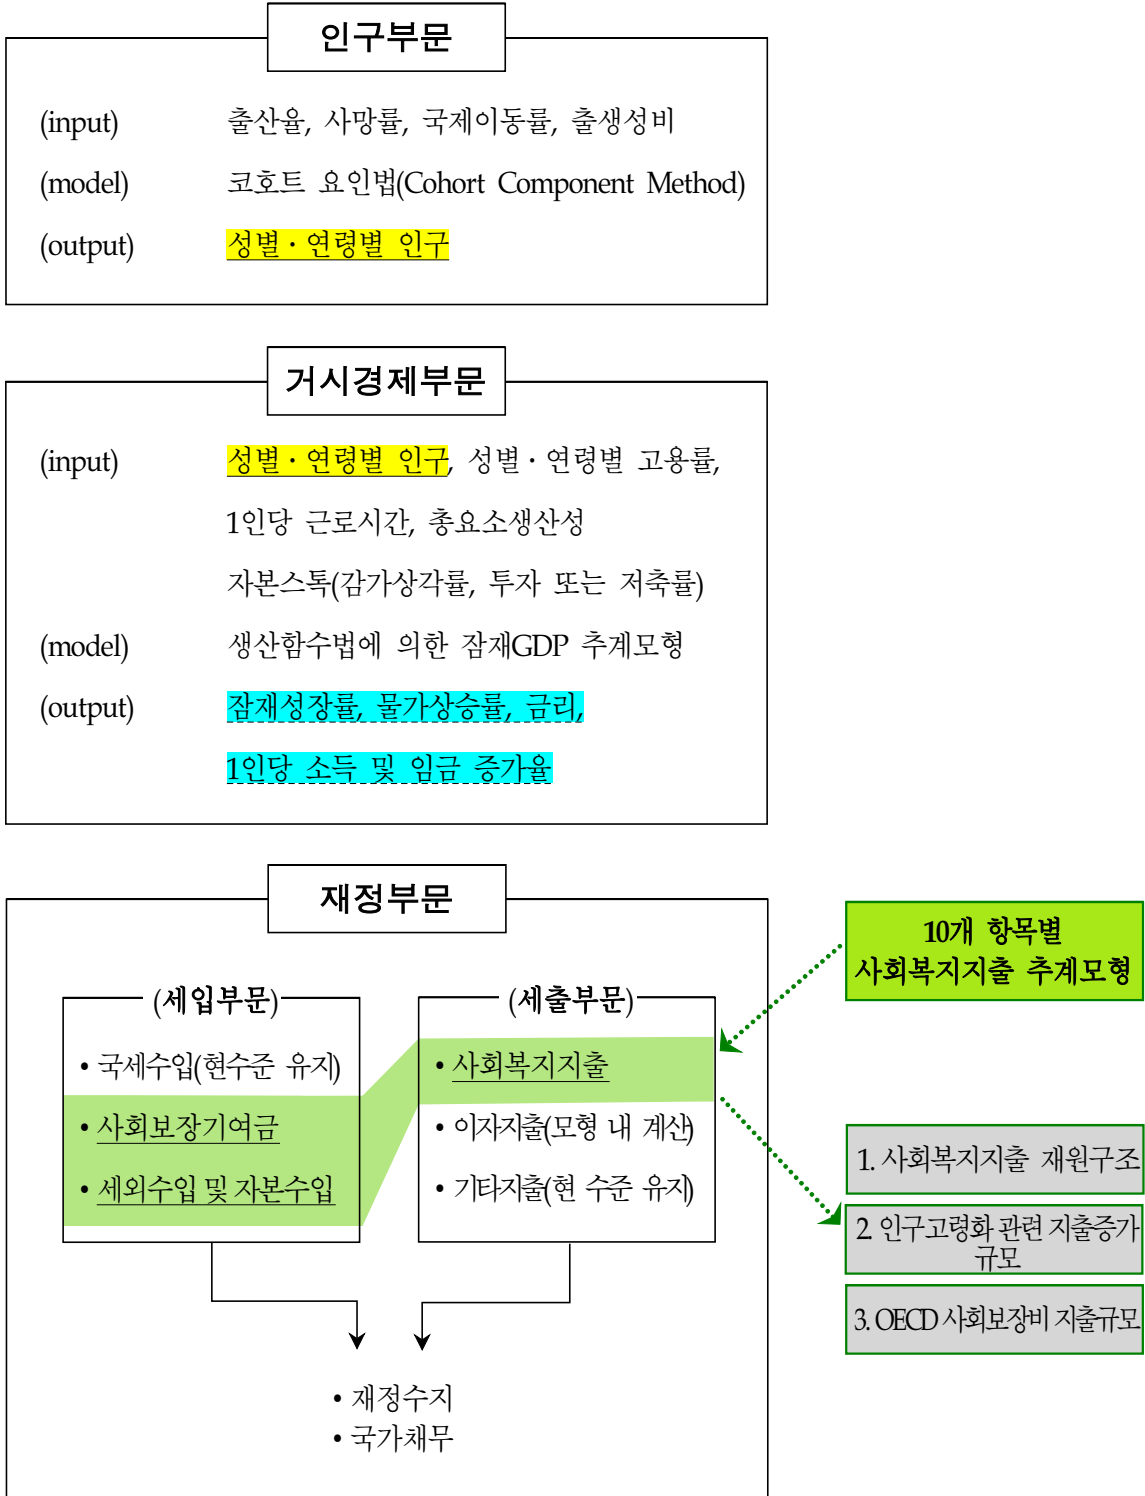 인구부문
(input) 출산율, 사망률, 국제이동률, 출생성비
(model) 코호트 요인법(Cohort Component Method)
(output) 성별·연령별 인구
거시경제부문
(input) 성별·연령별 인구, 성별·연령별 고용률,
1인당 근로시간, 총요소생산성
자본스톡(감가상각률, 투자 또는 저축률)
(model) 생산함수법에 의한 잠재GDP 추계모형
(output) 잠재성장률, 물가상승률, 금리,
1인당 소득 및 임금 증가율
재정부문
(세입부문)
• 국세수입(현수준 유지)
• 사회보장기여금
• 세외수입 및 자본수입
(세출부문)
• 사회복지지출
• 이자지출(모형 내 계산)
• 기타지출(현 수준 유지)
• 재정수지
• 국가채무
10개 항목별
사회복지지출 추계모형
1. 사회복지지출 재원구조
2. 인구고령화 관련 지출증가
규모
3. OECD 사회보장비 지출규모